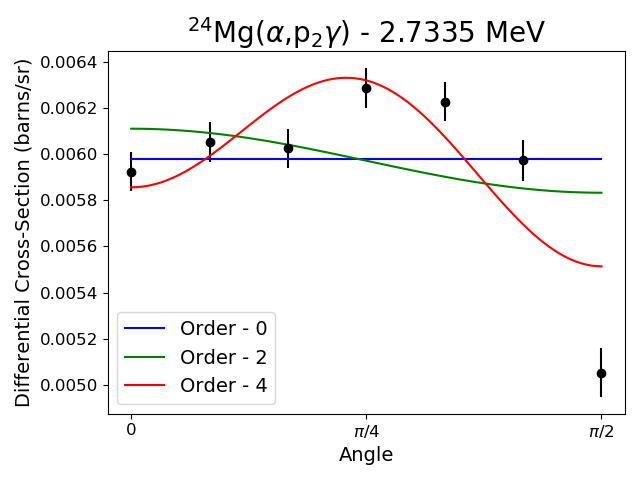 ²⁴Mg(α,p₂γ) - 2.7335 MeV
Differential Cross-Section (barns/sr)
0.0064
0.0062
0.0060
0.0058
0.0056
0.0054
0.0052
0.0050
Order - 0
Order - 2
Order - 4
0 π/4 π/2
Angle